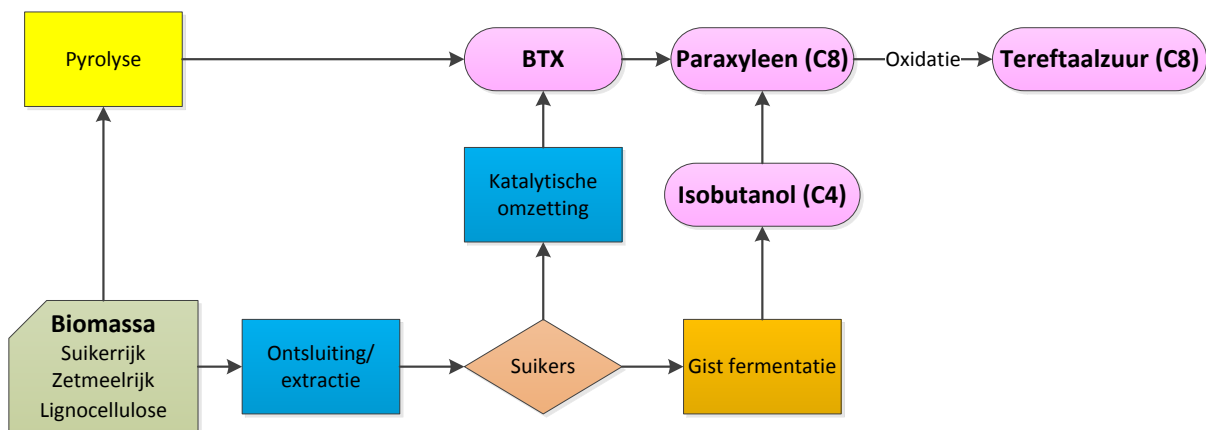 Pyrolyse
BTX
Paraxyleen (C8)
Oxidatie
Tereftaalzuur (C8)
Katalytische
omzetting
Isobutanol (C4)
Biomassa
Suikerrijk
Zetmeelrijk
Lignocellulose
Ontsluiting/
extractie
Suikers
Gist fermentatie